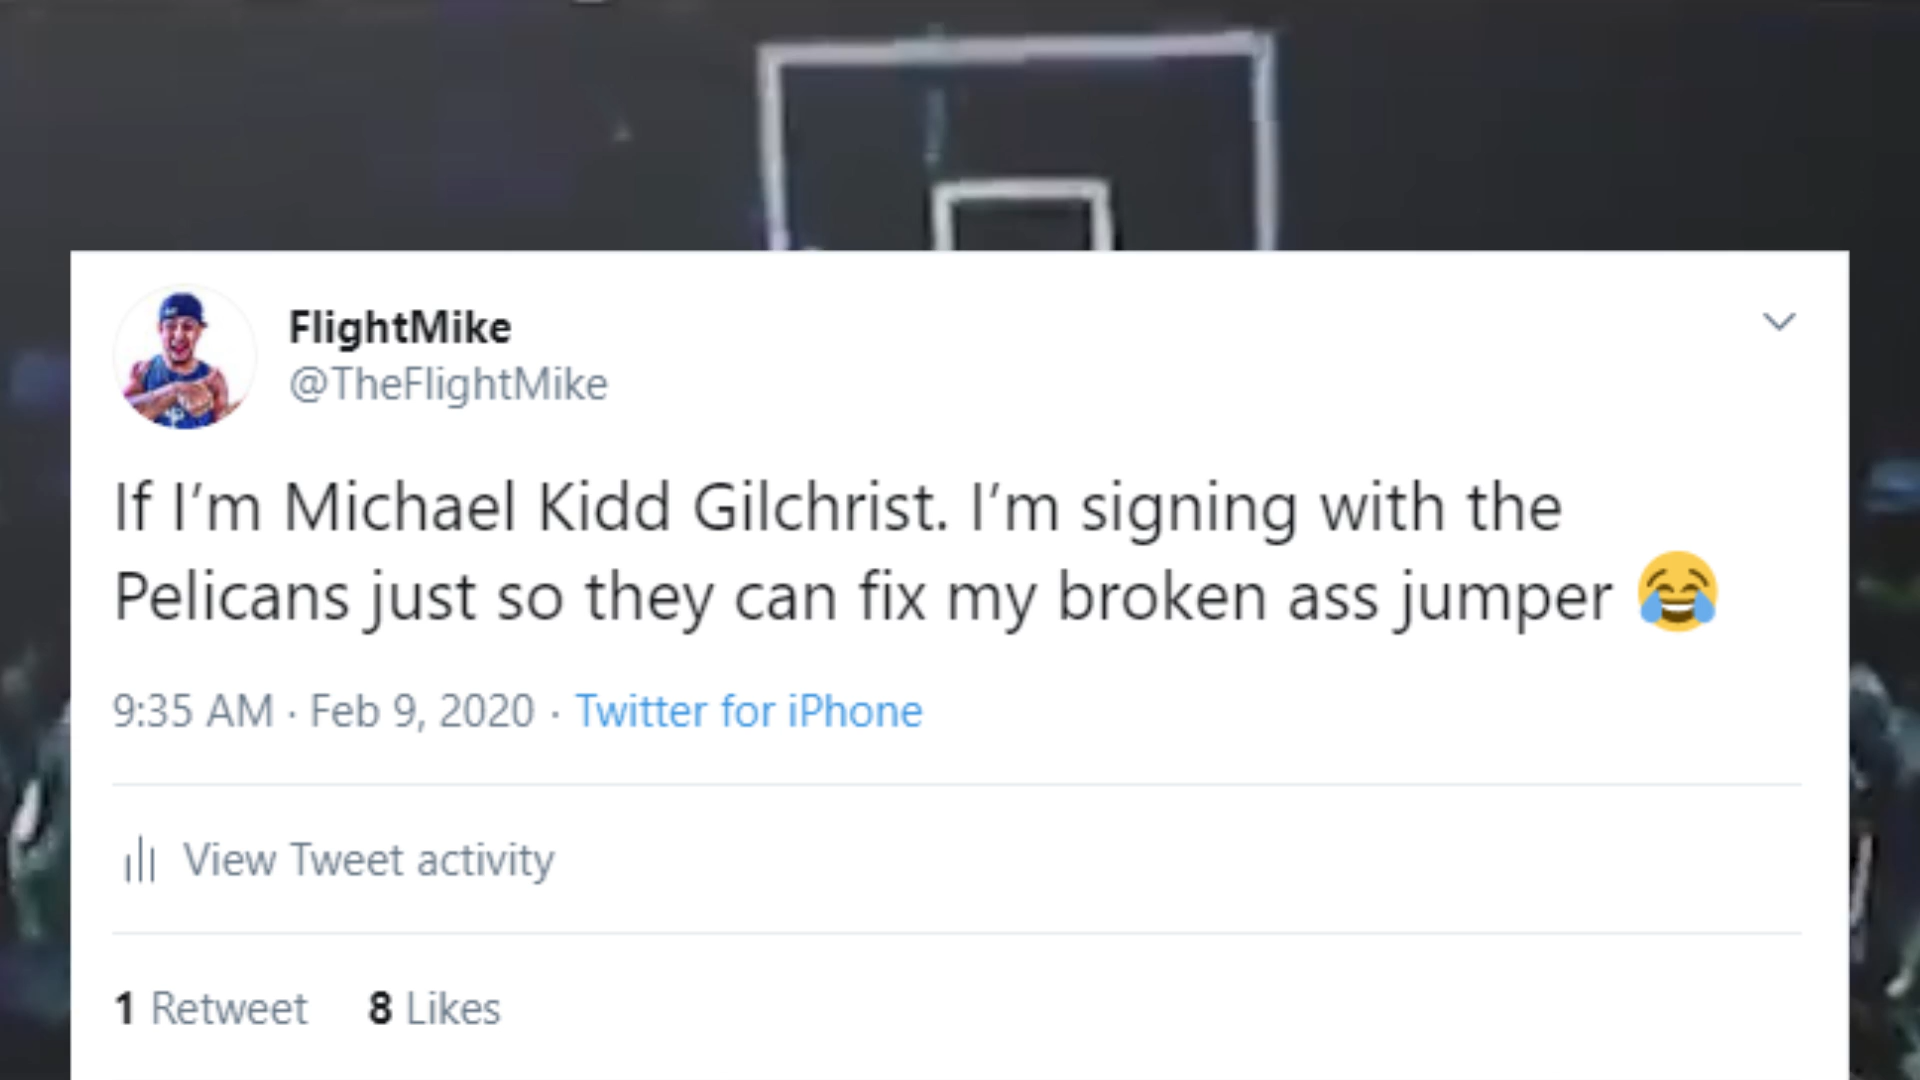 FlightMike
@TheFlightMike
If I’m Michael Kidd Gilchrist. I’m signing with the
Pelicans just so they can fix my broken ass jumper 😂
9:35 AM · Feb 9, 2020 · Twitter for iPhone
View Tweet activity
1 Retweet 8 Likes